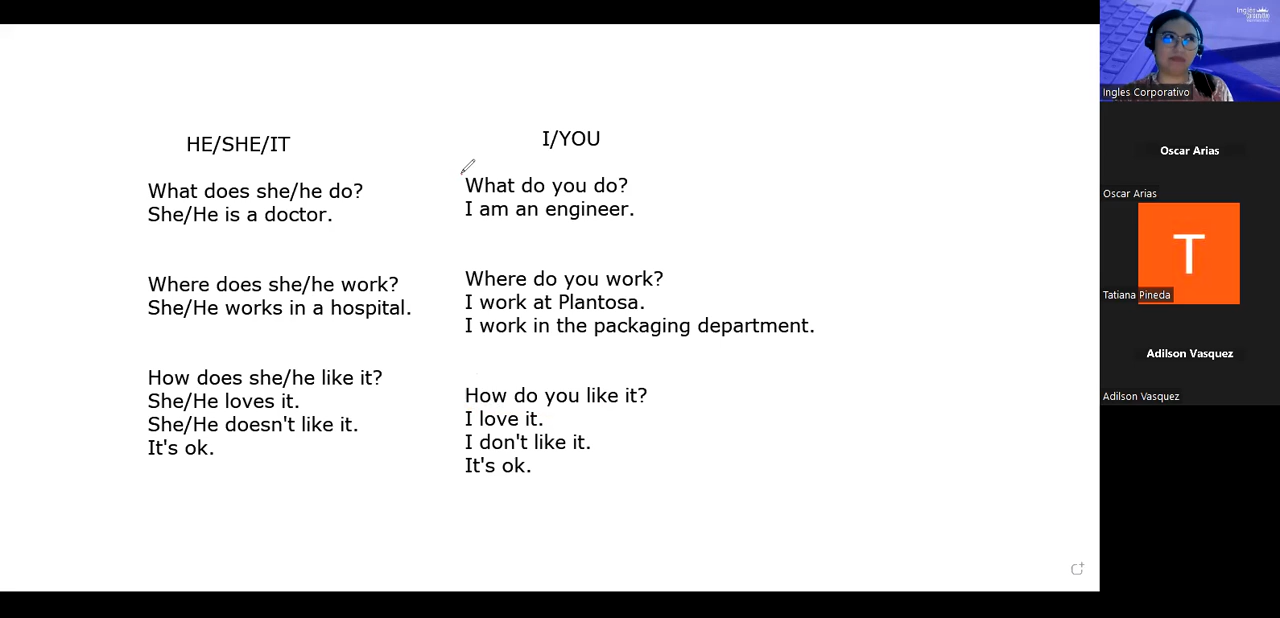 HE/SHE/IT
What does she/he do?
She/He is a doctor.
Where does she/he work?
She/He works in a hospital.
How does she/he like it?
She/He loves it.
She/He doesn't like it.
It's ok.
I/YOU
What do you do?
I am an engineer.
Where do you work?
I work at Plantosa.
I work in the packaging department.
How do you like it?
I love it.
I don't like it.
It's ok.
Ingles Corporativo
Oscar Arias
Oscar Arias
T
Tatiana Pineda
Adilson Vasquez
Adilson Vasquez